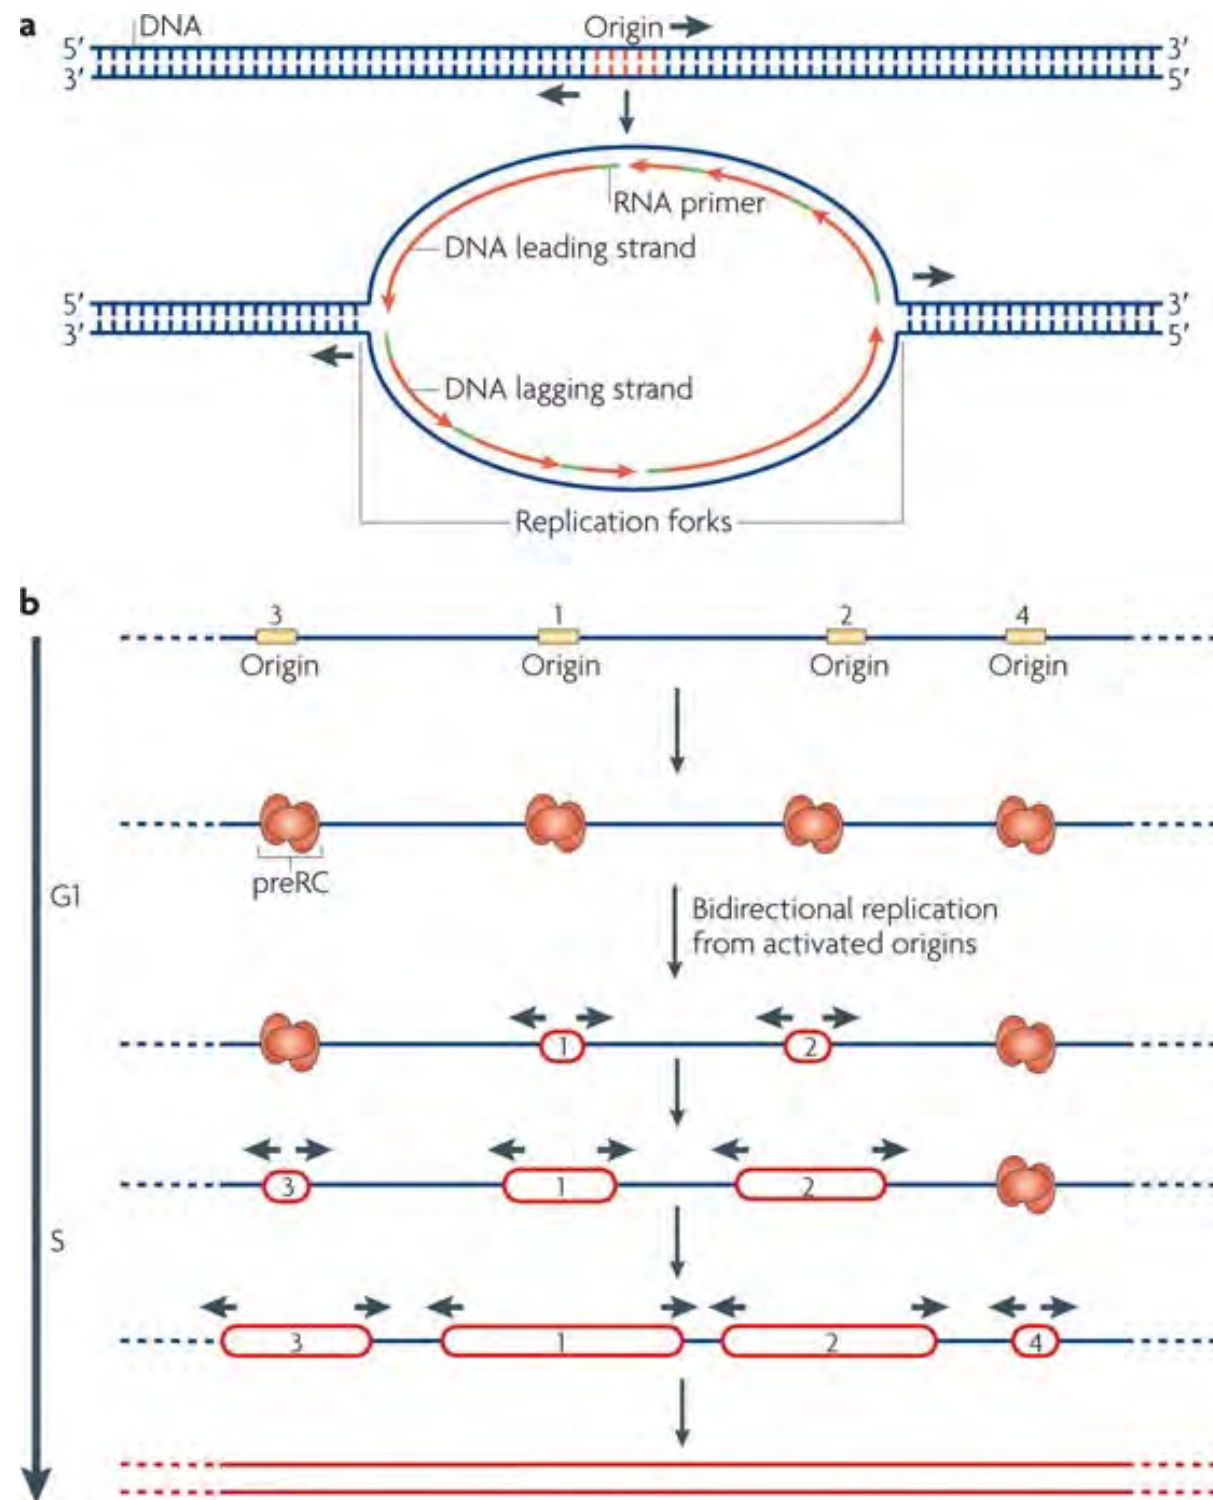 a
DNA
Origin
5′ 3′
3′ 5′
RNA primer
DNA leading strand
5′ 3′
3′ 5′
DNA lagging strand
Replication forks
b
3 1 2 4
Origin Origin Origin Origin
preRC
G1
Bidirectional replication
from activated origins
1 2
3 1 2
S
3 1 2 4